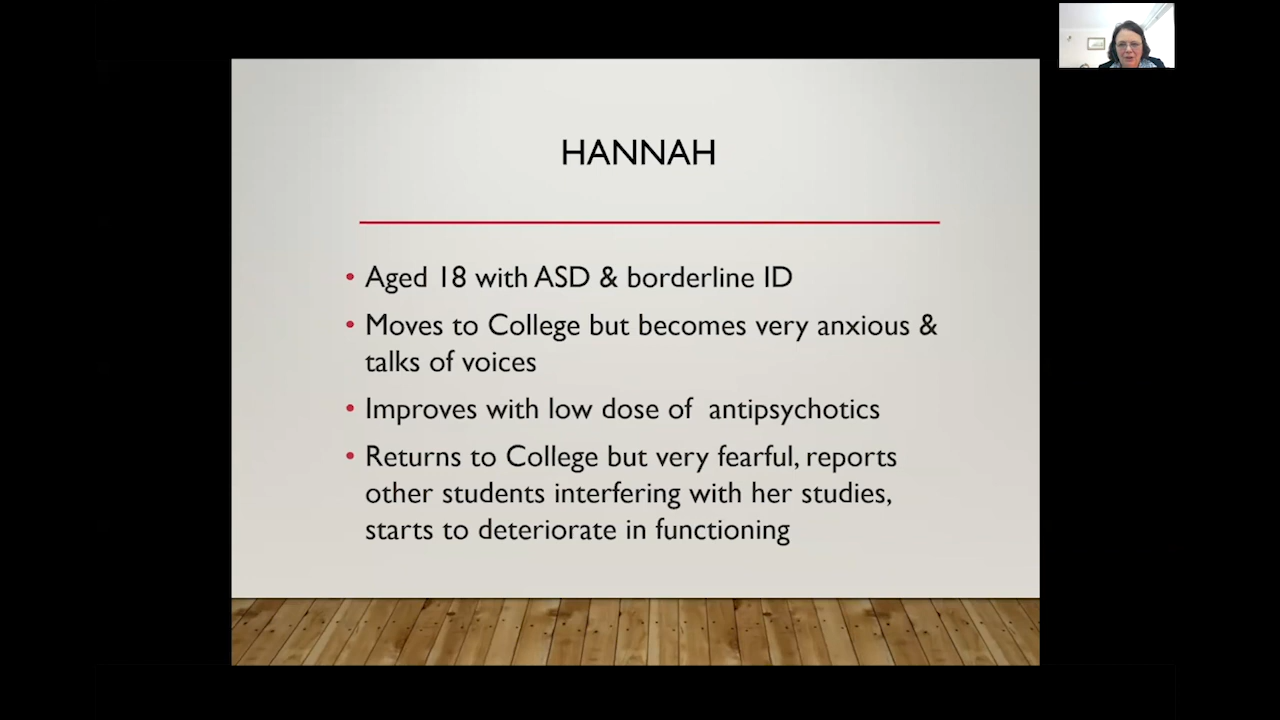 HANNAH
• Aged 18 with ASD & borderline ID
• Moves to College but becomes very anxious &
talks of voices
• Improves with low dose of  antipsychotics
• Returns to College but very fearful, reports
other students interfering with her studies,
starts to deteriorate in functioning